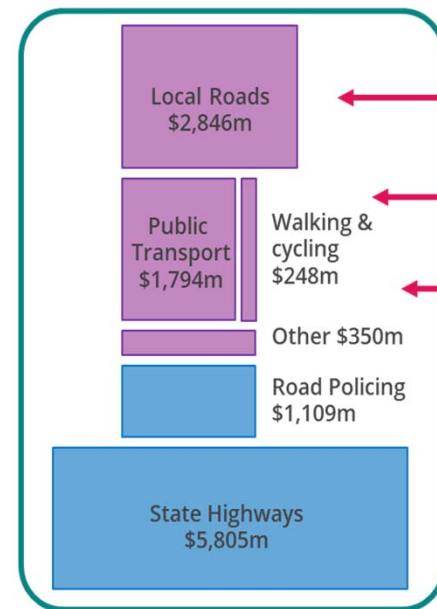 Local Roads
$2,846m
Public
Transport
$1,794m
Walking &
cycling
$248m
Other $350m
Road Policing
$1,109m
State Highways
$5,805m